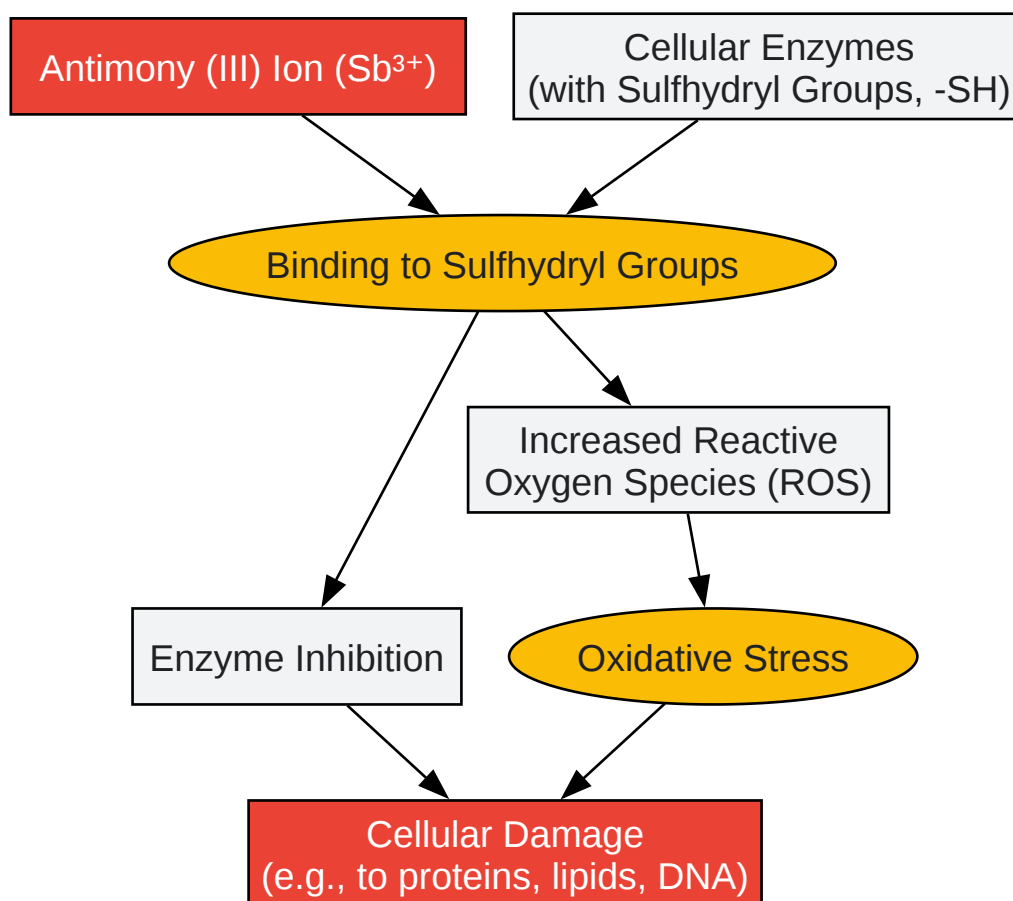 Antimony (III) Ion (Sb³⁺)
Cellular Enzymes
(with Sulfhydryl Groups, -SH)
Binding to Sulfhydryl Groups
Increased Reactive
Oxygen Species (ROS)
Enzyme Inhibition
Oxidative Stress
Cellular Damage
(e.g., to proteins, lipids, DNA)